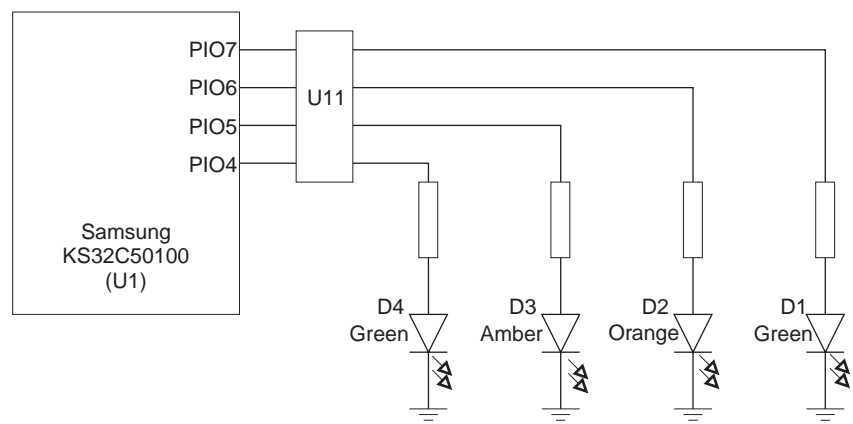 PIO7
PIO6
U11
PIO5
PIO4
Samsung
KS32C50100
(U1)
D4
Green
D3
Amber
D2
Orange
D1
Green